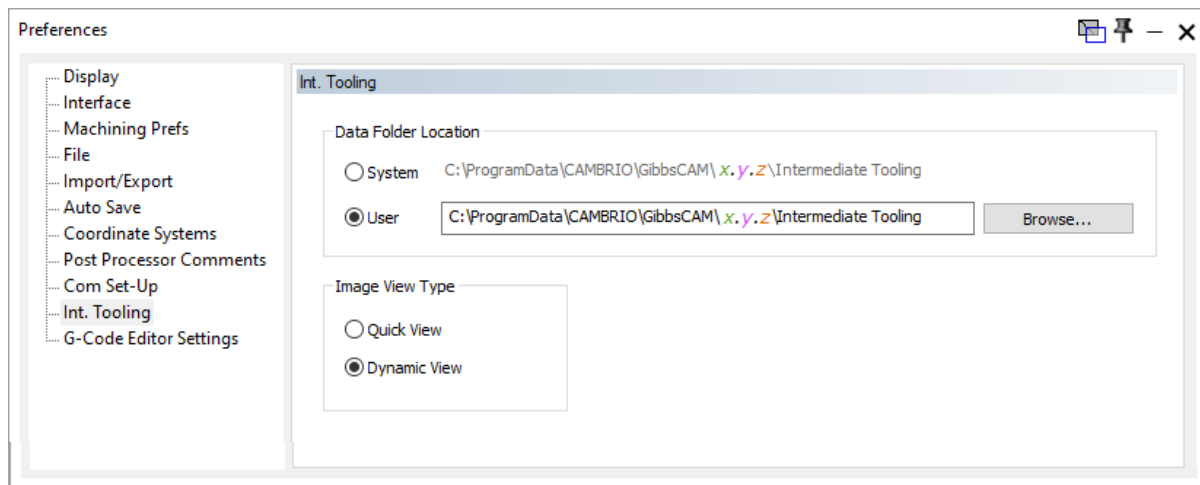 Preferences
Display
Interface
Machining Prefs
File
Import/Export
Auto Save
Coordinate Systems
Post Processor Comments
Com Set-Up
Int. Tooling
G-Code Editor Settings
Int. Tooling
Data Folder Location
System C:\ProgramData\CAMBRIO\GibbsCAM\x.y.z\Intermediate Tooling
User C:\ProgramData\CAMBRIO\GibbsCAM\x.y.z\Intermediate Tooling Browse...
Image View Type
Quick View
Dynamic View